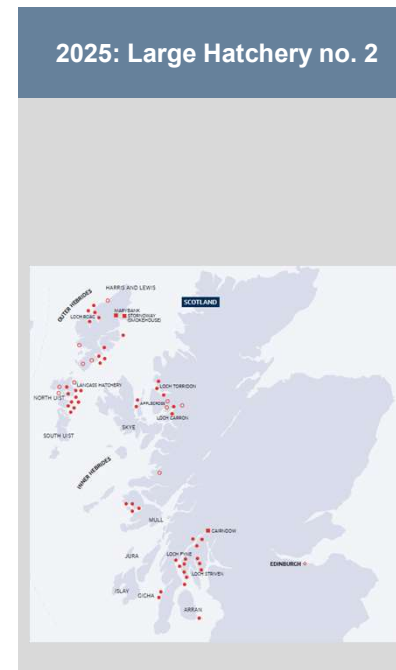 2025: Large Hatchery no. 2
HARRIS AND LEWIS
OUTER HEBRIDES
SCOTLAND
MARYBANK
STORNOWAY
(SMOKEHOUSE)
LOCH ROAG
LANGASS HATCHERY
LOCH TORRIDON
NORTH UIST
APPLECROSS
LOCH CARRON
SKYE
SOUTH UIST
INNER HEBRIDES
MULL
CAIRNDOW
JURA
LOCH FYNE
EDINBURGH
LOCH STRIVEN
ISLAY
GIGHA
ARRAN